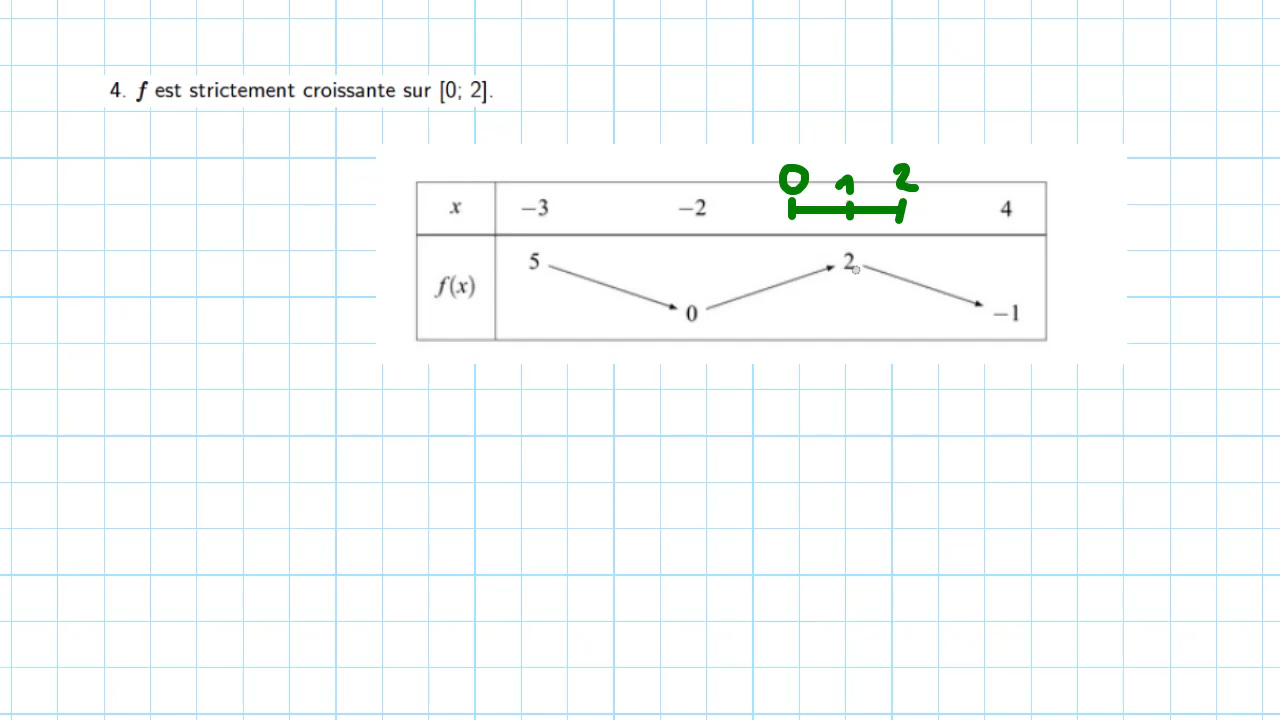 4. f est strictement croissante sur [0; 2].
0 1 2
x −3 −2 4
5 2
f(x)
0 −1